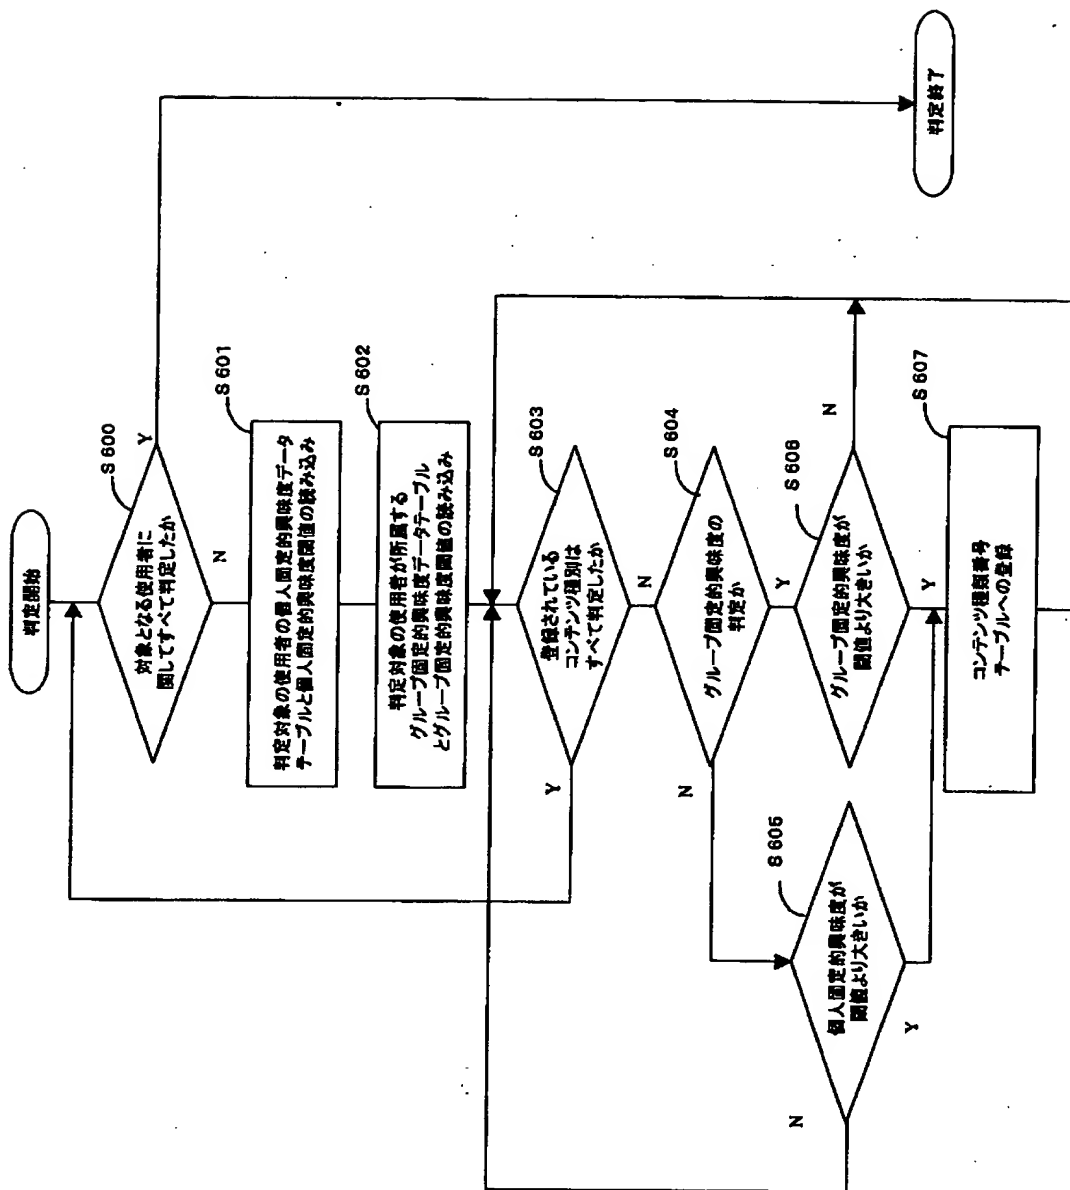 判定開始
S600
対象となる使用者に
関してすべて判定したか
Y
N
S601
判定対象の使用者の個人固定的興味度データ
テーブルと個人固定的興味度閾値の読み込み
S602
判定対象の使用者が所属する
グループ固定的興味度データテーブル
とグループ固定的興味度閾値の読み込み
S603
登録されている
コンテンツ種別は
すべて判定したか
Y
N
S604
グループ固定的興味度の
判定か
N
Y
S605
個人固定的興味度が
閾値より大きいか
N
Y
S606
グループ固定的興味度が
閾値より大きいか
N
Y
S607
コンテンツ種類番号
テーブルへの登録
判定終了